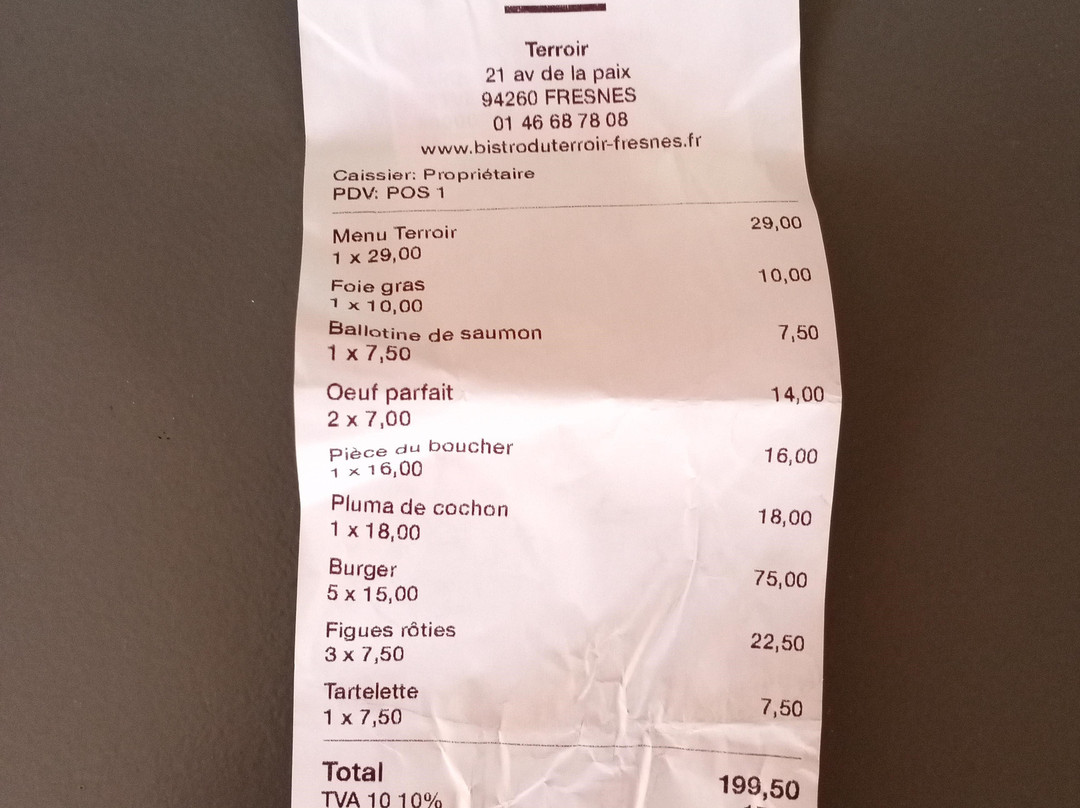 Terroir
21 av de la paix
94260 FRESNES
01 46 68 78 08
www.bistroduterroir-fresnes.fr
Caissier: Propriétaire
PDV: POS 1
Menu Terroir 29,00
1 x 29,00
Foie gras 10,00
1 x 10,00
Ballotine de saumon 7,50
1 x 7,50
Oeuf parfait 14,00
2 x 7,00
Pièce du boucher 16,00
1 x 16,00
Pluma de cochon 18,00
1 x 18,00
Burger 75,00
5 x 15,00
Figues rôties 22,50
3 x 7,50
Tartelette 7,50
1 x 7,50
Total 199,50
TVA 10 10%